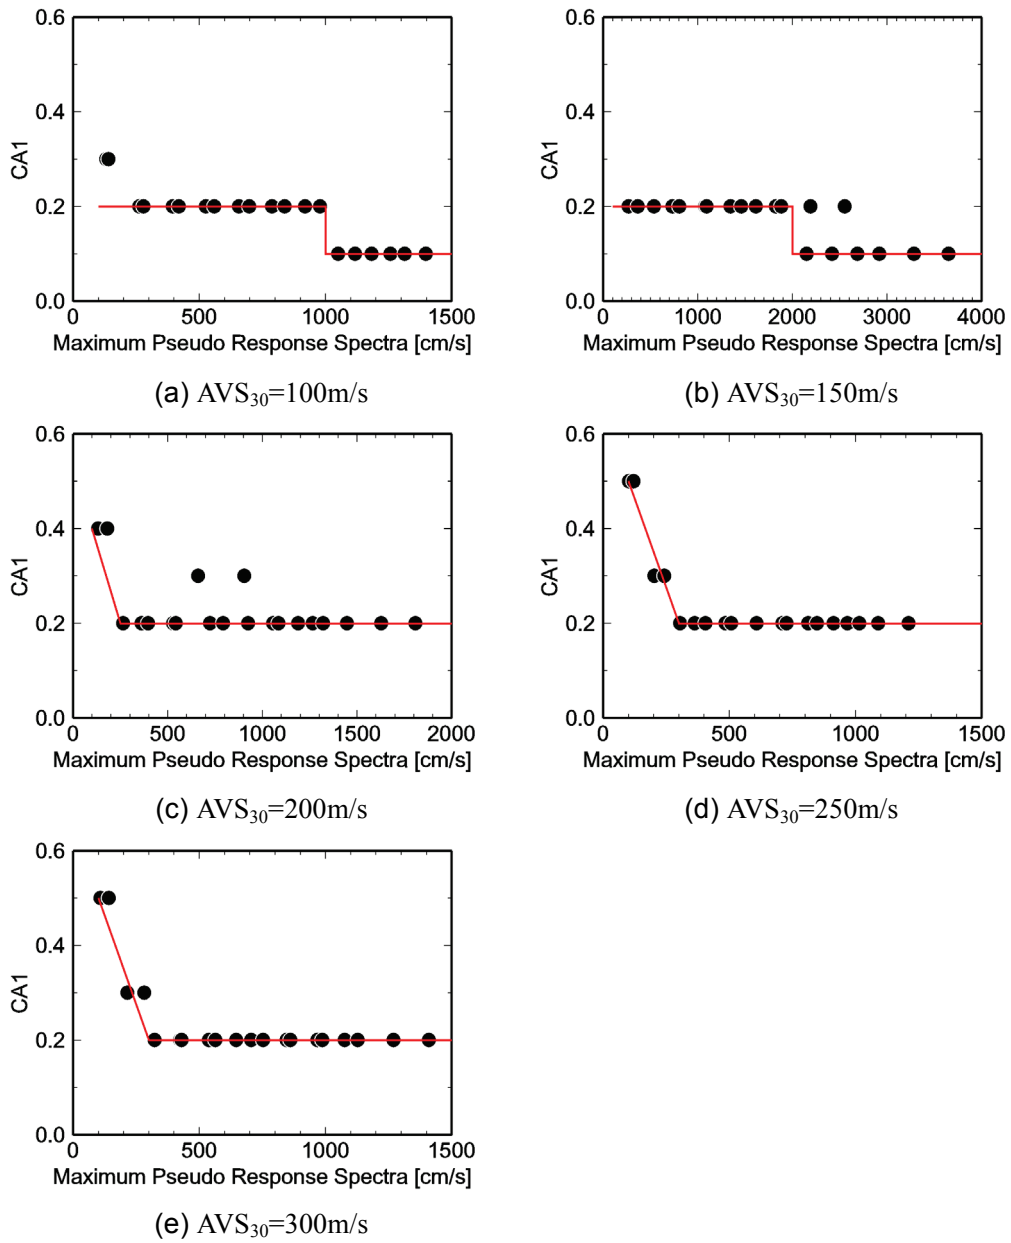 0.6
0.4
CA1
0.2
0.0
0 500 1000 1500
Maximum Pseudo Response Spectra [cm/s]
(a) AVS₃₀=100m/s
0.6
0.4
CA1
0.2
0.0
0 1000 2000 3000 4000
Maximum Pseudo Response Spectra [cm/s]
(b) AVS₃₀=150m/s
0.6
0.4
CA1
0.2
0.0
0 500 1000 1500 2000
Maximum Pseudo Response Spectra [cm/s]
(c) AVS₃₀=200m/s
0.6
0.4
CA1
0.2
0.0
0 500 1000 1500
Maximum Pseudo Response Spectra [cm/s]
(d) AVS₃₀=250m/s
0.6
0.4
CA1
0.2
0.0
0 500 1000 1500
Maximum Pseudo Response Spectra [cm/s]
(e) AVS₃₀=300m/s